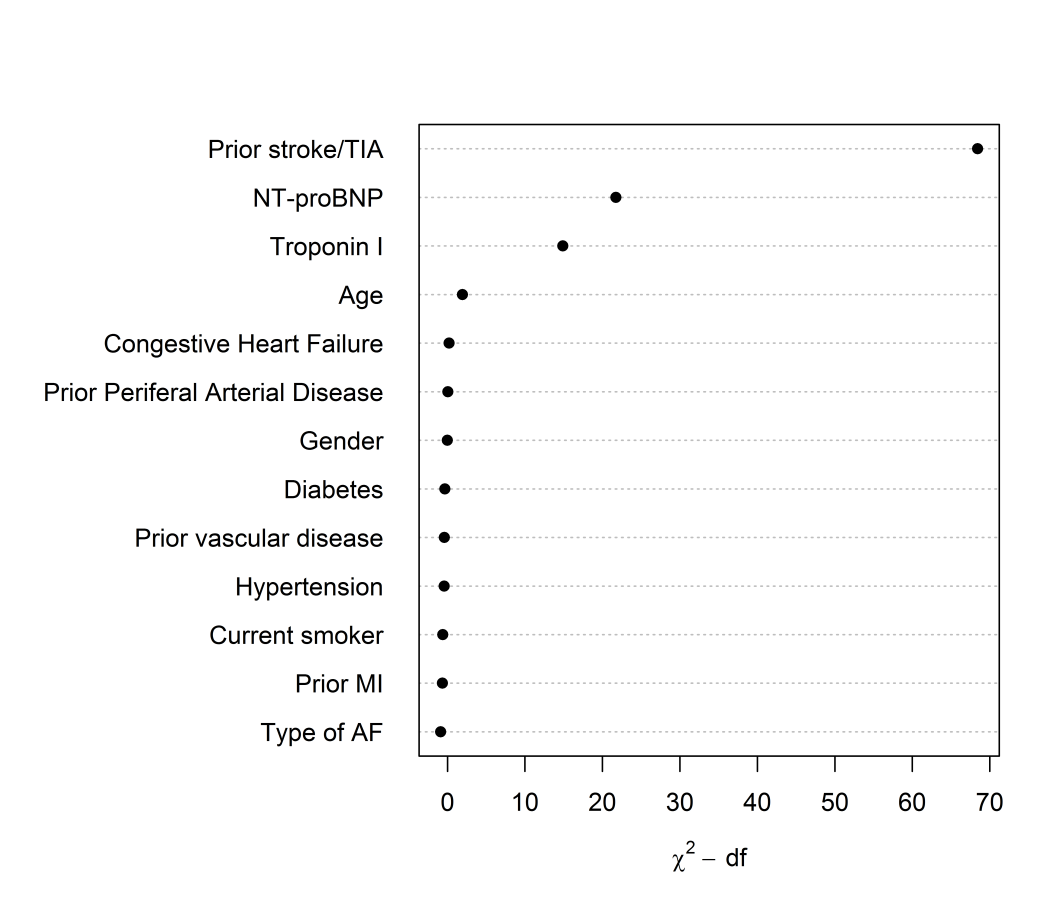 Prior stroke/TIA
NT-proBNP
Troponin I
Age
Congestive Heart Failure
Prior Periferal Arterial Disease
Gender
Diabetes
Prior vascular disease
Hypertension
Current smoker
Prior MI
Type of AF
0 10 20 30 40 50 60 70
χ² − df